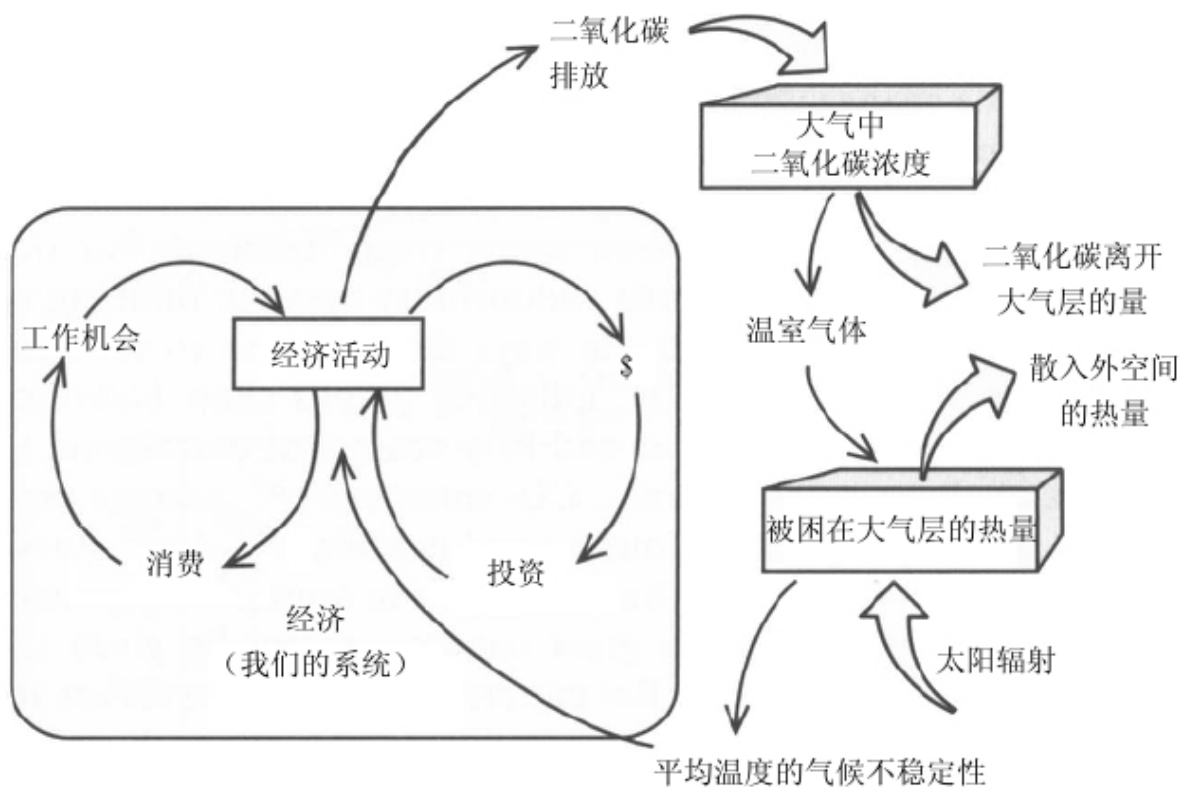 二氧化碳
排放
大气中
二氧化碳浓度
二氧化碳离开
大气层的量
温室气体
散入外空间
的热量
被困在大气层的热量
太阳辐射
平均温度的气候不稳定性
工作机会
经济活动
$
消费
投资
经济
（我们的系统）